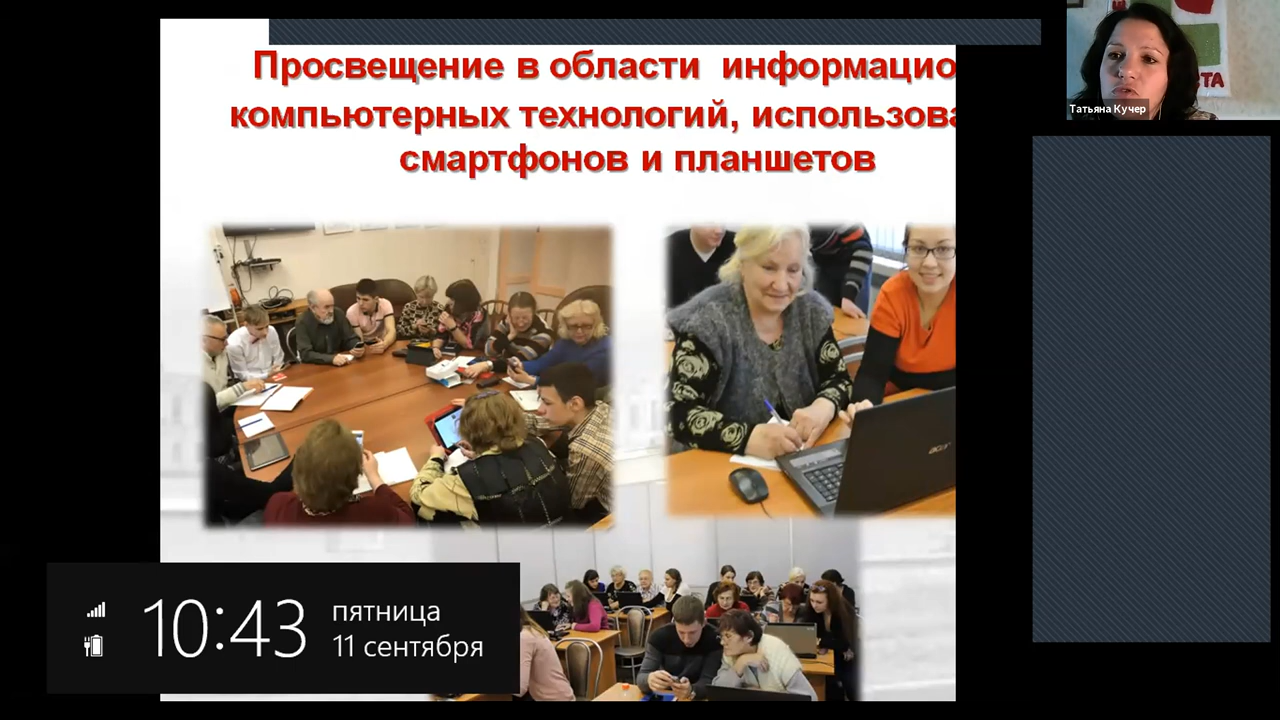 Просвещение в области информацио
компьютерных технологий, использова
смартфонов и планшетов
Татьяна Кучер
acer
10:43
пятница
11 сентября